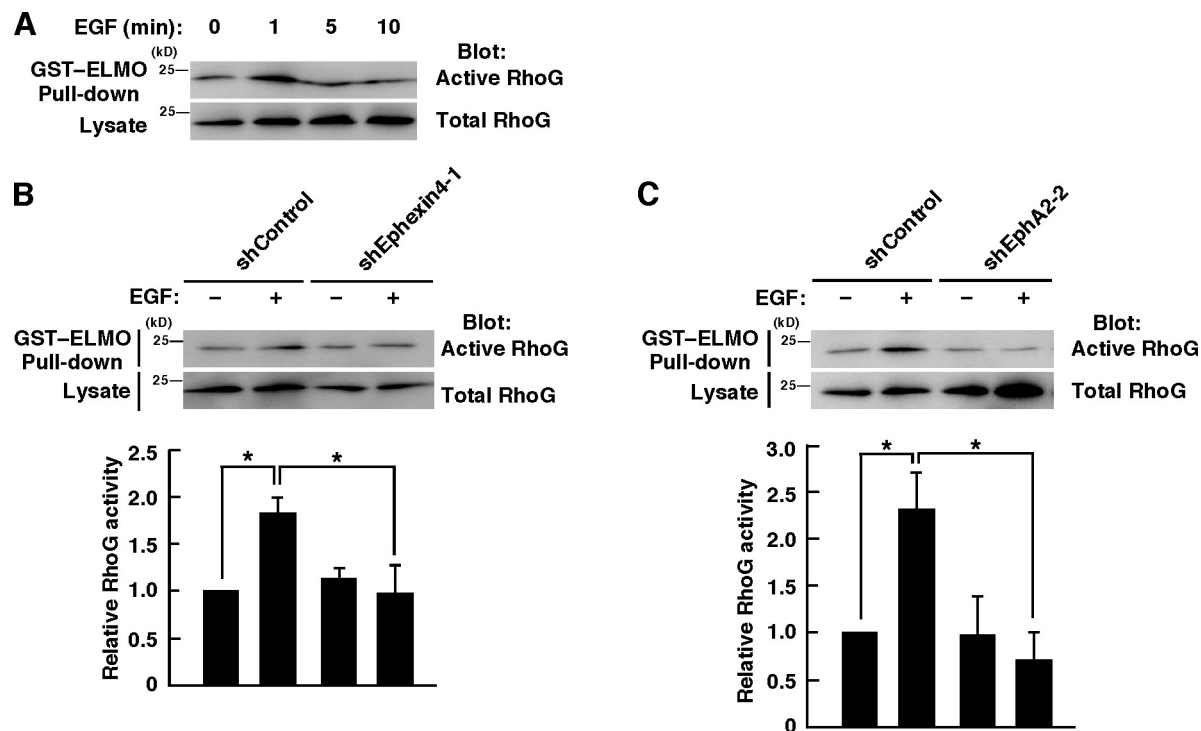 A
EGF (min): 0 1 5 10
(kD)
Blot:
GST–ELMO
Pull-down
25
Active RhoG
Lysate
25
Total RhoG
B
shControl
shEphexin4-1
EGF: – + – +
(kD)
Blot:
GST–ELMO
Pull-down
25
Active RhoG
Lysate
25
Total RhoG
Relative RhoG activity
2.5
2.0
1.5
1.0
0.5
0
*
*
C
shControl
shEphA2-2
EGF: – + – +
(kD)
Blot:
GST–ELMO
Pull-down
25
Active RhoG
Lysate
25
Total RhoG
Relative RhoG activity
3.0
2.5
2.0
1.5
1.0
0.5
0
*
*